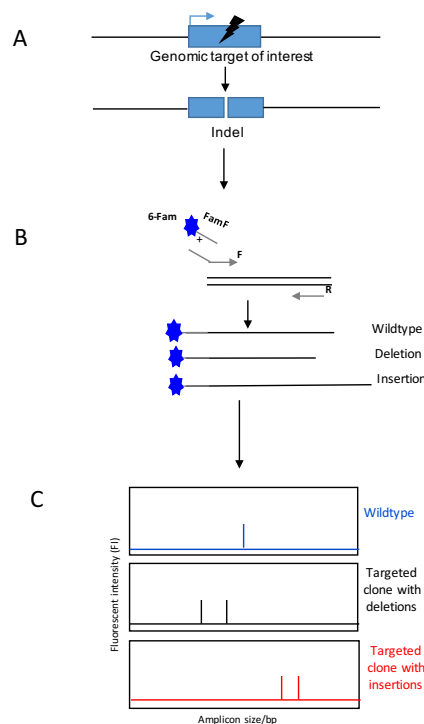 A
Genomic target of interest
Indel
B
6-Fam
FamF
+
F
R
Wildtype
Deletion
Insertion
C
Fluorescent intensity (FI)
Wildtype
Targeted
clone with
deletions
Targeted
clone with
insertions
Amplicon size/bp